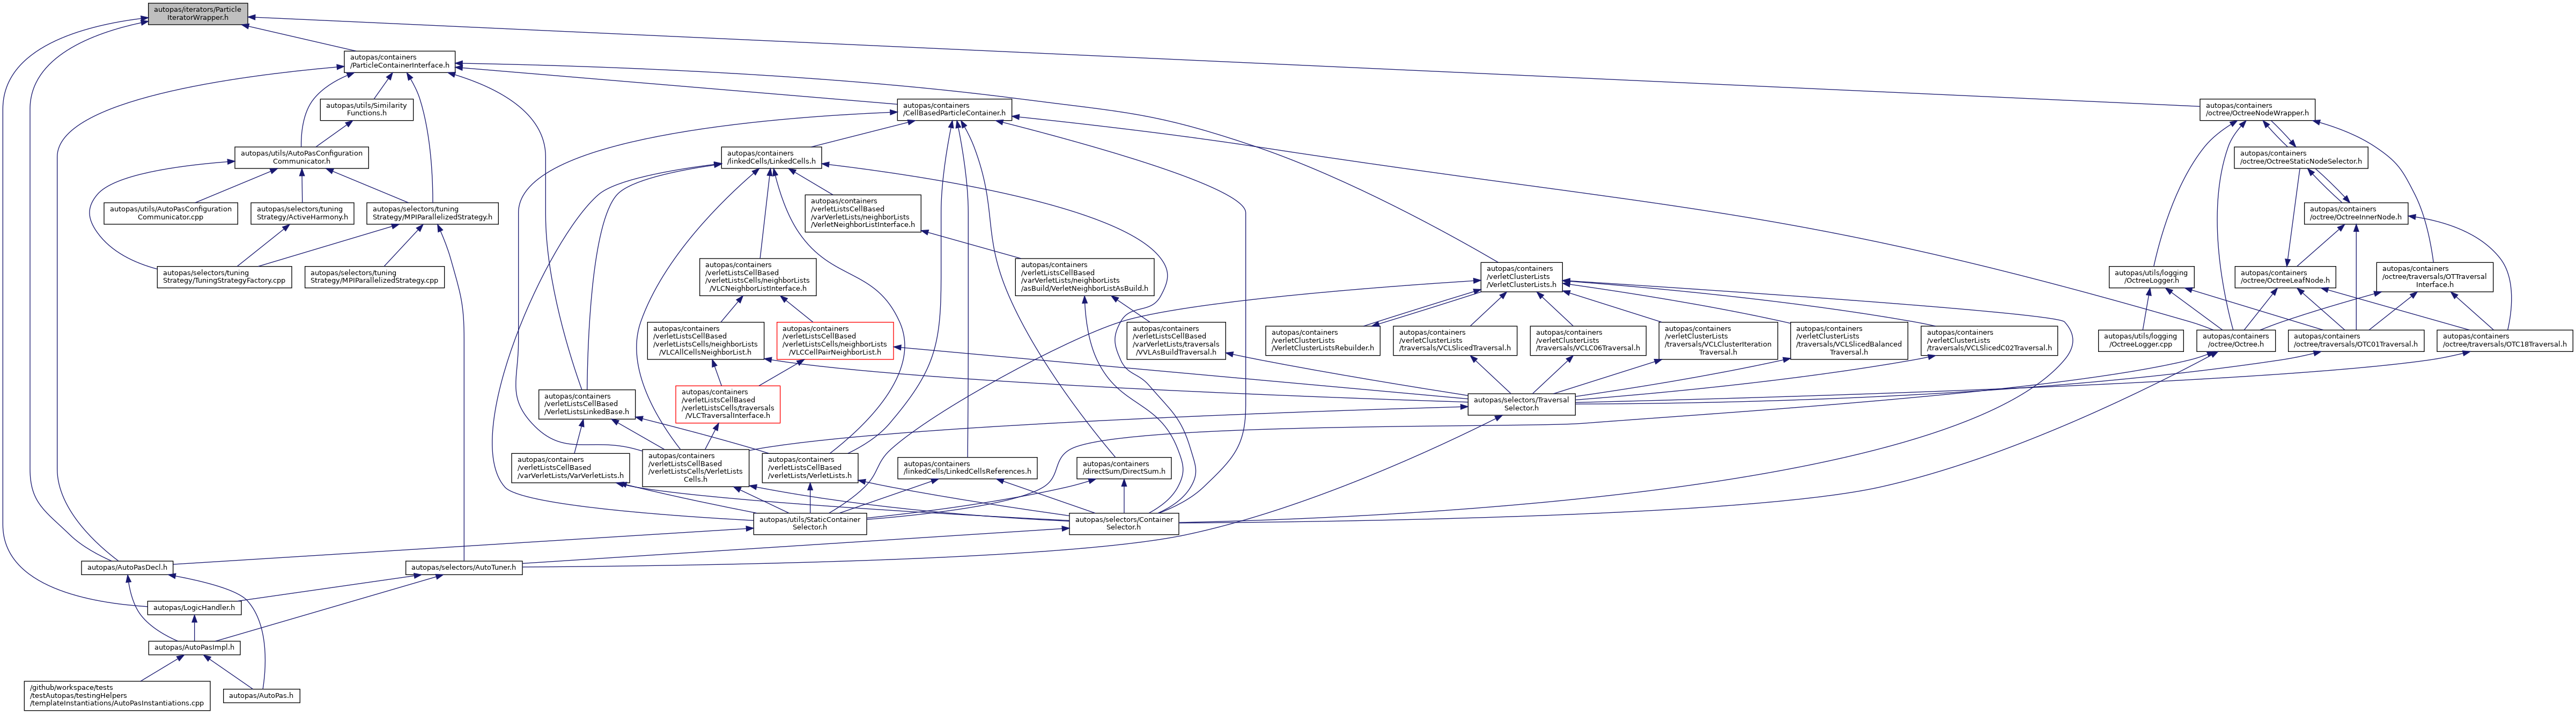 autopas/iterators/Particle
IteratorWrapper.h
autopas/containers
/ParticleContainerInterface.h
autopas/utils/Similarity
Functions.h
autopas/containers
/CellBasedParticleContainer.h
autopas/containers
/octree/OctreeNodeWrapper.h
autopas/utils/AutoPasConfiguration
Communicator.h
autopas/containers
/linkedCells/LinkedCells.h
autopas/containers
/octree/OctreeStaticNodeSelector.h
autopas/utils/AutoPasConfiguration
Communicator.cpp
autopas/selectors/tuning
Strategy/ActiveHarmony.h
autopas/selectors/tuning
Strategy/MPIParallelizedStrategy.h
autopas/containers
/verletListsCellBased
/varVerletLists/neighborLists
/VerletNeighborListInterface.h
autopas/containers
/octree/OctreeInnerNode.h
autopas/selectors/tuning
Strategy/TuningStrategyFactory.cpp
autopas/selectors/tuning
Strategy/MPIParallelizedStrategy.cpp
autopas/containers
/verletListsCellBased
/verletListsCells/neighborLists
/VLCNeighborListInterface.h
autopas/containers
/verletListsCellBased
/varVerletLists/neighborLists
/asBuild/VerletNeighborListAsBuild.h
autopas/containers
/verletClusterLists
/VerletClusterLists.h
autopas/utils/logging
/OctreeLogger.h
autopas/containers
/octree/OctreeLeafNode.h
autopas/containers
/octree/traversals/OTTraversal
Interface.h
autopas/containers
/verletListsCellBased
/verletListsCells/neighborLists
/VLCAllCellsNeighborList.h
autopas/containers
/verletListsCellBased
/verletListsCells/neighborLists
/VLCCellPairNeighborList.h
autopas/containers
/verletListsCellBased
/varVerletLists/traversals
/VVLAsBuildTraversal.h
autopas/containers
/verletClusterLists
/VerletClusterListsRebuilder.h
autopas/containers
/verletClusterLists
/traversals/VCLSlicedTraversal.h
autopas/containers
/verletClusterLists
/traversals/VCLC06Traversal.h
autopas/containers
/verletClusterLists
/traversals/VCLClusterIteration
Traversal.h
autopas/containers
/verletClusterLists
/traversals/VCLSlicedBalanced
Traversal.h
autopas/containers
/verletClusterLists
/traversals/VCLSlicedC02Traversal.h
autopas/utils/logging
/OctreeLogger.cpp
autopas/containers
/octree/Octree.h
autopas/containers
/octree/traversals/OTC01Traversal.h
autopas/containers
/octree/traversals/OTC18Traversal.h
autopas/containers
/verletListsCellBased
/VerletListsLinkedBase.h
autopas/containers
/verletListsCellBased
/verletListsCells/traversals
/VLCTraversalInterface.h
autopas/selectors/Traversal
Selector.h
autopas/containers
/verletListsCellBased
/varVerletLists/VarVerletLists.h
autopas/containers
/verletListsCellBased
/verletListsCells/VerletLists
Cells.h
autopas/containers
/verletListsCellBased
/verletLists/VerletLists.h
autopas/containers
/linkedCells/LinkedCellsReferences.h
autopas/containers
/directSum/DirectSum.h
autopas/utils/StaticContainer
Selector.h
autopas/selectors/Container
Selector.h
autopas/AutoPasDecl.h
autopas/selectors/AutoTuner.h
autopas/LogicHandler.h
autopas/AutoPasImpl.h
/github/workspace/tests
/testAutopas/testingHelpers
/templateInstantiations/AutoPasInstantiations.cpp
autopas/AutoPas.h